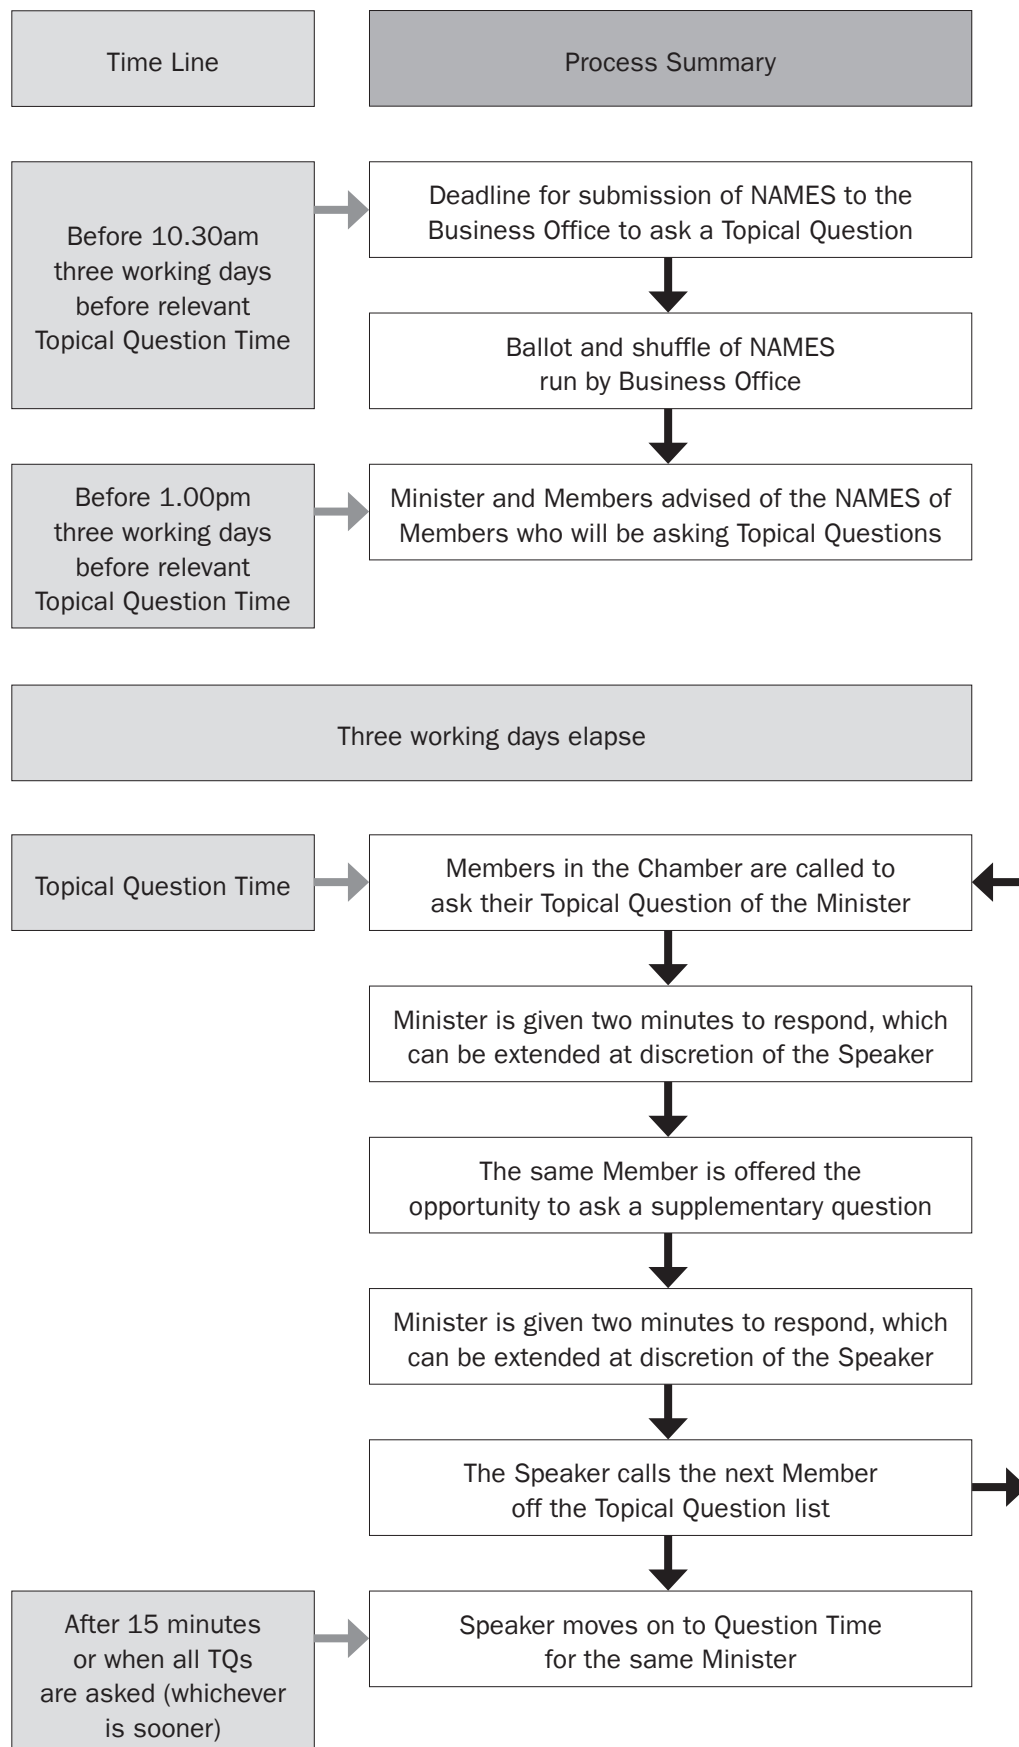 Time Line
Process Summary
Before 10.30am
three working days
before relevant
Topical Question Time
Deadline for submission of NAMES to the
Business Office to ask a Topical Question
Ballot and shuffle of NAMES
run by Business Office
Before 1.00pm
three working days
before relevant
Topical Question Time
Minister and Members advised of the NAMES of
Members who will be asking Topical Questions
Three working days elapse
Topical Question Time
Members in the Chamber are called to
ask their Topical Question of the Minister
Minister is given two minutes to respond, which
can be extended at discretion of the Speaker
The same Member is offered the
opportunity to ask a supplementary question
Minister is given two minutes to respond, which
can be extended at discretion of the Speaker
The Speaker calls the next Member
off the Topical Question list
After 15 minutes
or when all TQs
are asked (whichever
is sooner)
Speaker moves on to Question Time
for the same Minister